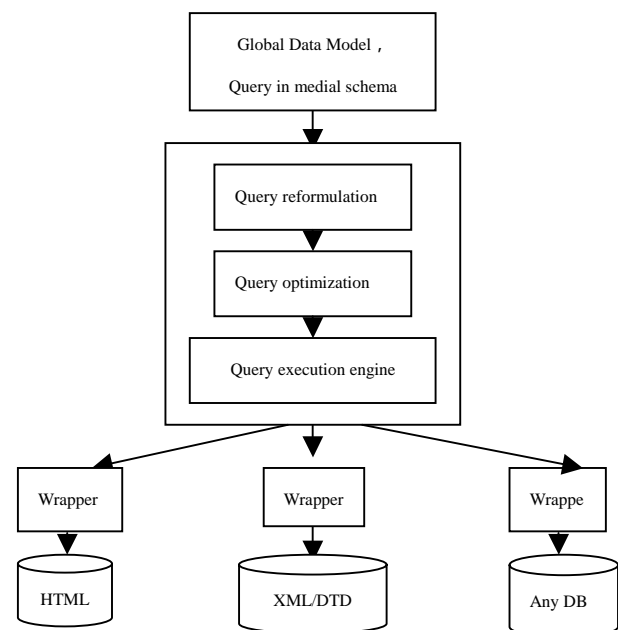 Global Data Model ,
Query in medial schema
Query reformulation
Query optimization
Query execution engine
Wrapper
Wrapper
Wrappe
HTML
XML/DTD
Any DB